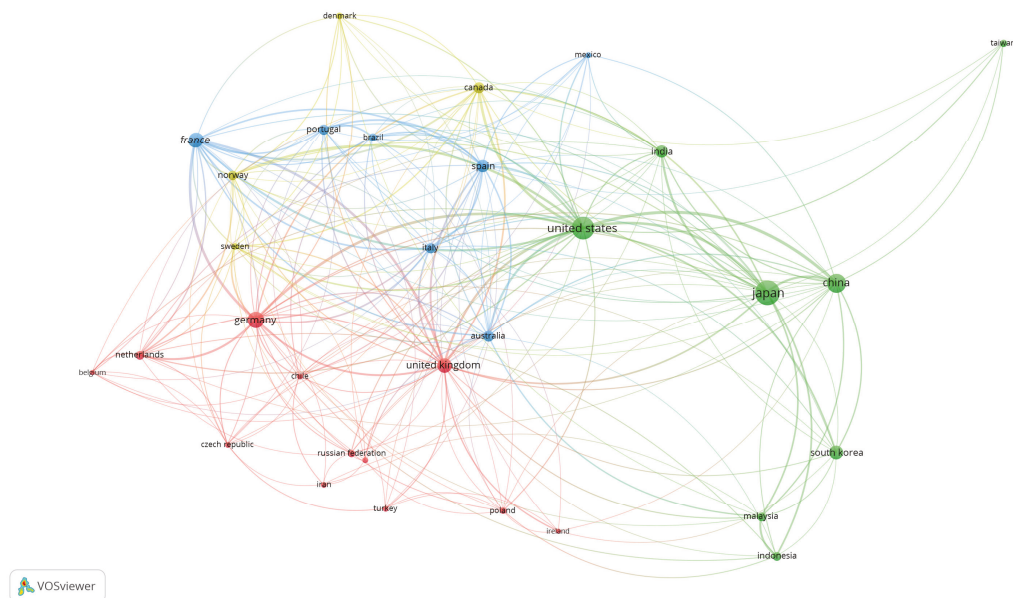 denmark
taiwan
mexico
canada
portugal
brazil
france
india
spain
norway
united states
sweden
italy
china
japan
germany
australia
netherlands
united kingdom
belgium
chile
czech republic
russian federation
south korea
iran
turkey
poland
malaysia
ireland
indonesia
VOSviewer